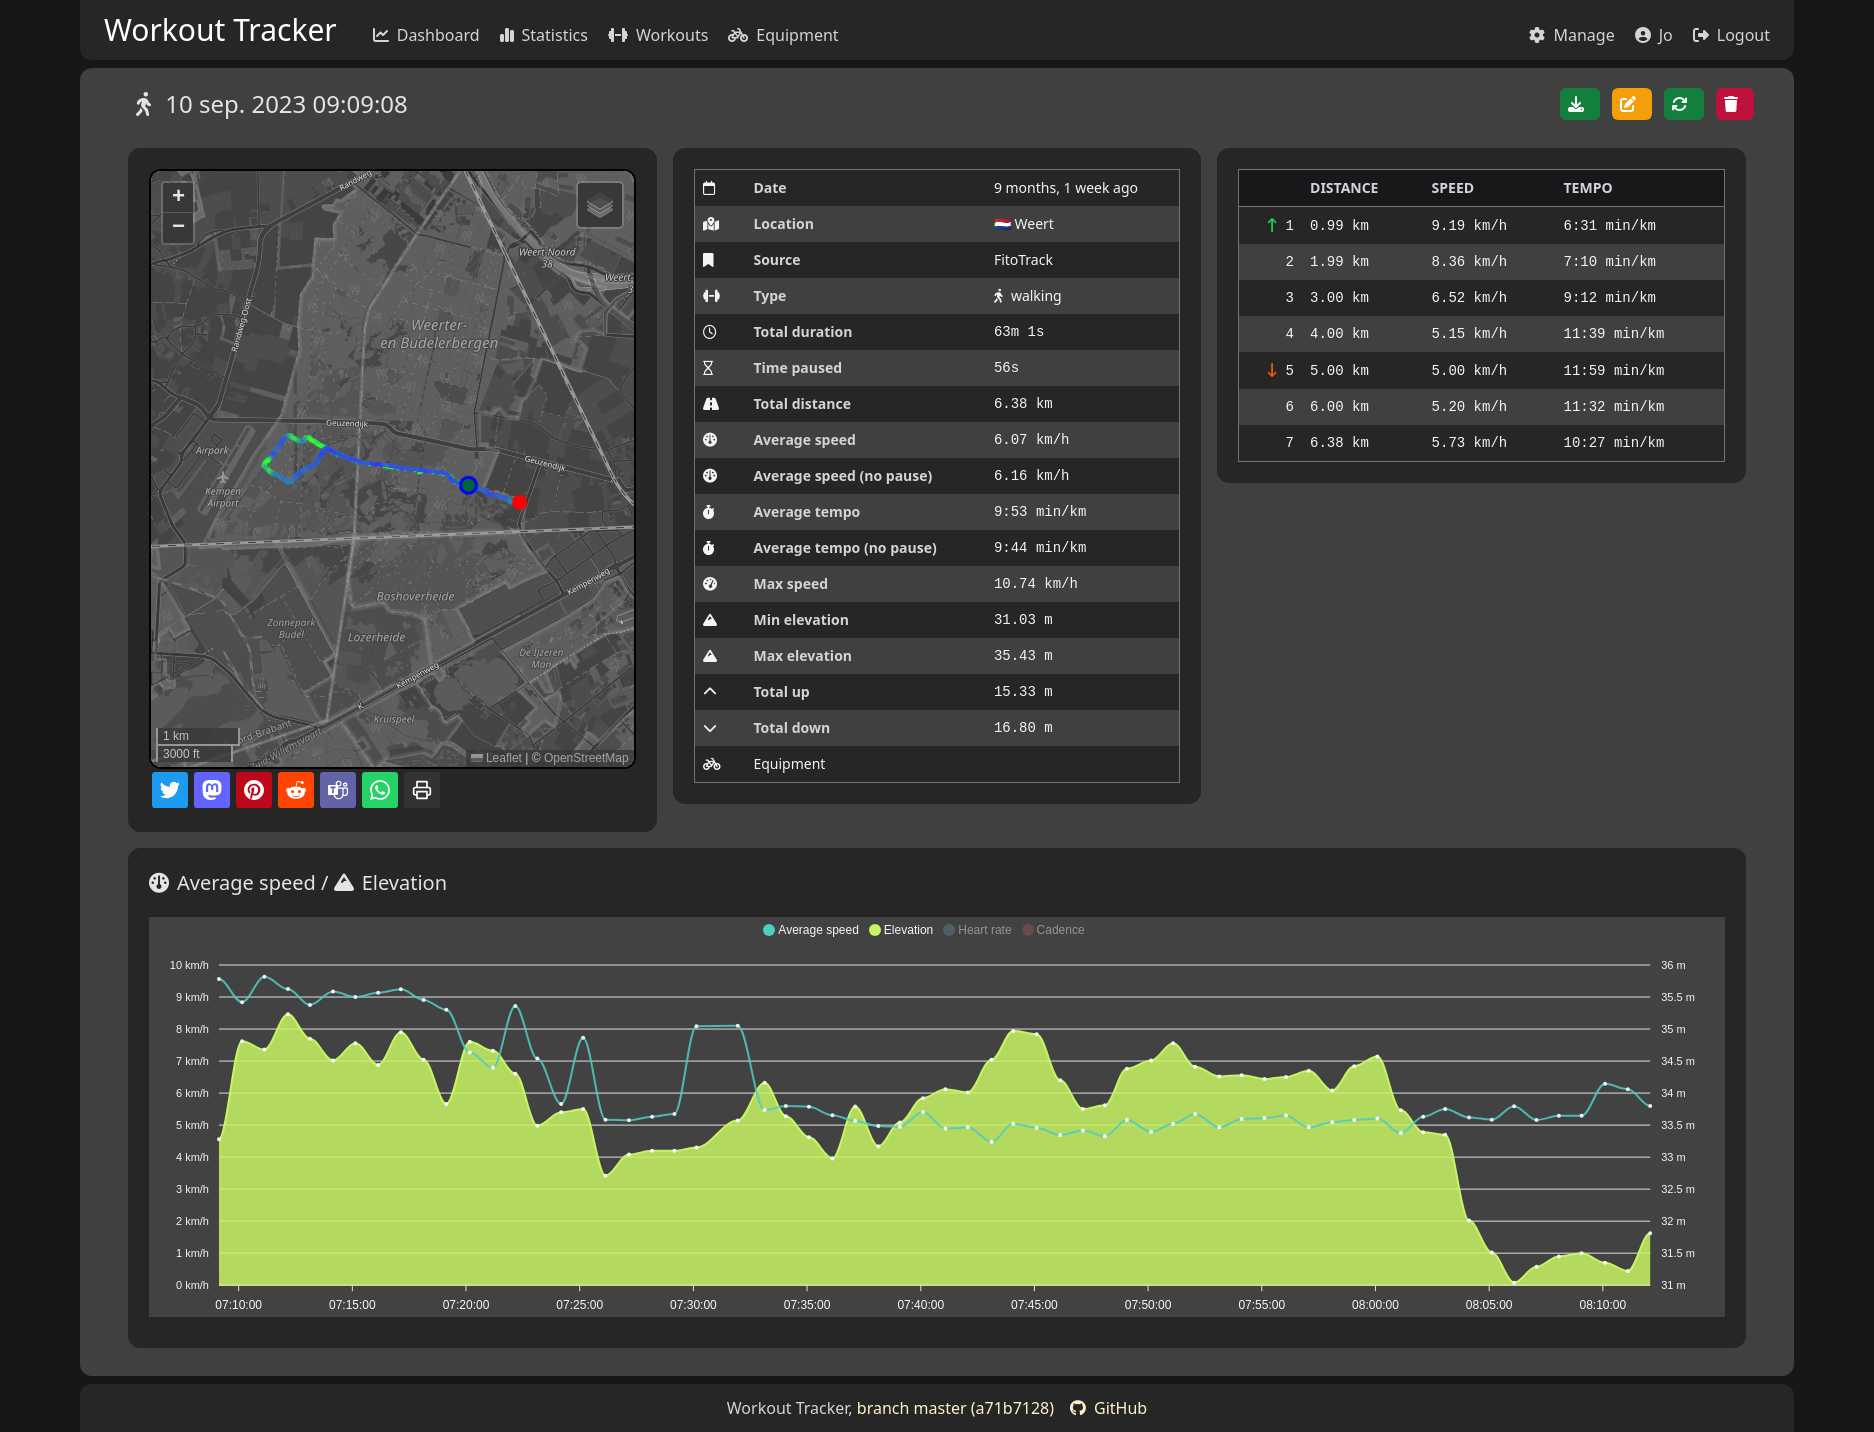 Workout Tracker
Dashboard
Statistics
Workouts
Equipment
Manage
Jo
Logout
10 sep. 2023 09:09:08
+
−
Randweg
Weert-Noord
38
Weert-
Randweg-Oost
Weerter-
en Budelerbergen
Geuzendijk
Airpark
Geuzendijk
Kempen
Airport
Kempenweg
Boshoverheide
Zonnepark
Budel
Lozerheide
De IJzeren
Man
Kempenweg
Kruispeel
ord-Brabant
Zuid-Willemsvaart
1 km
3000 ft
Leaflet | © OpenStreetMap
Date 9 months, 1 week ago
Location Weert
Source FitoTrack
Type walking
Total duration 63m 1s
Time paused 56s
Total distance 6.38 km
Average speed 6.07 km/h
Average speed (no pause) 6.16 km/h
Average tempo 9:53 min/km
Average tempo (no pause) 9:44 min/km
Max speed 10.74 km/h
Min elevation 31.03 m
Max elevation 35.43 m
Total up 15.33 m
Total down 16.80 m
Equipment
DISTANCE SPEED TEMPO
1 0.99 km 9.19 km/h 6:31 min/km
2 1.99 km 8.36 km/h 7:10 min/km
3 3.00 km 6.52 km/h 9:12 min/km
4 4.00 km 5.15 km/h 11:39 min/km
5 5.00 km 5.00 km/h 11:59 min/km
6 6.00 km 5.20 km/h 11:32 min/km
7 6.38 km 5.73 km/h 10:27 min/km
Average speed / Elevation
Average speed Elevation Heart rate Cadence
10 km/h 36 m
9 km/h 35.5 m
8 km/h 35 m
7 km/h 34.5 m
6 km/h 34 m
5 km/h 33.5 m
4 km/h 33 m
3 km/h 32.5 m
2 km/h 32 m
1 km/h 31.5 m
0 km/h 31 m
07:10:00 07:15:00 07:20:00 07:25:00 07:30:00 07:35:00 07:40:00 07:45:00 07:50:00 07:55:00 08:00:00 08:05:00 08:10:00
Workout Tracker, branch master (a71b7128) GitHub